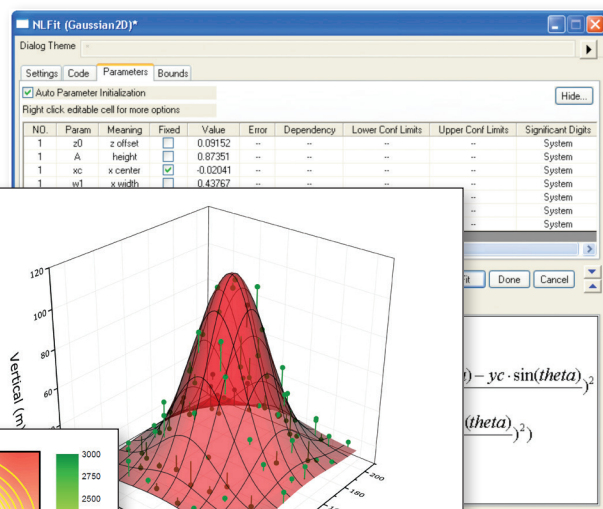 NLFit (Gaussian2D)*
Dialog Theme *
Settings Code Parameters Bounds
Auto Parameter Initialization
Hide...
Right click editable cell for more options
NO. Param Meaning Fixed Value Error Dependency Lower Conf Limits Upper Conf Limits Significant Digits
1 z0 z offset 0.09152 -- -- -- -- System
1 A height 0.87351 -- -- -- -- System
1 xc x center -0.02041 -- -- -- -- System
1 w1 x width 0.43767 -- -- -- -- System
-- System
-- System
-- System
Fit Done Cancel
120
100
80
60
Vertical (m)
200
180
) – yc · sin(theta))²
(theta))²)
3000
2750
2500